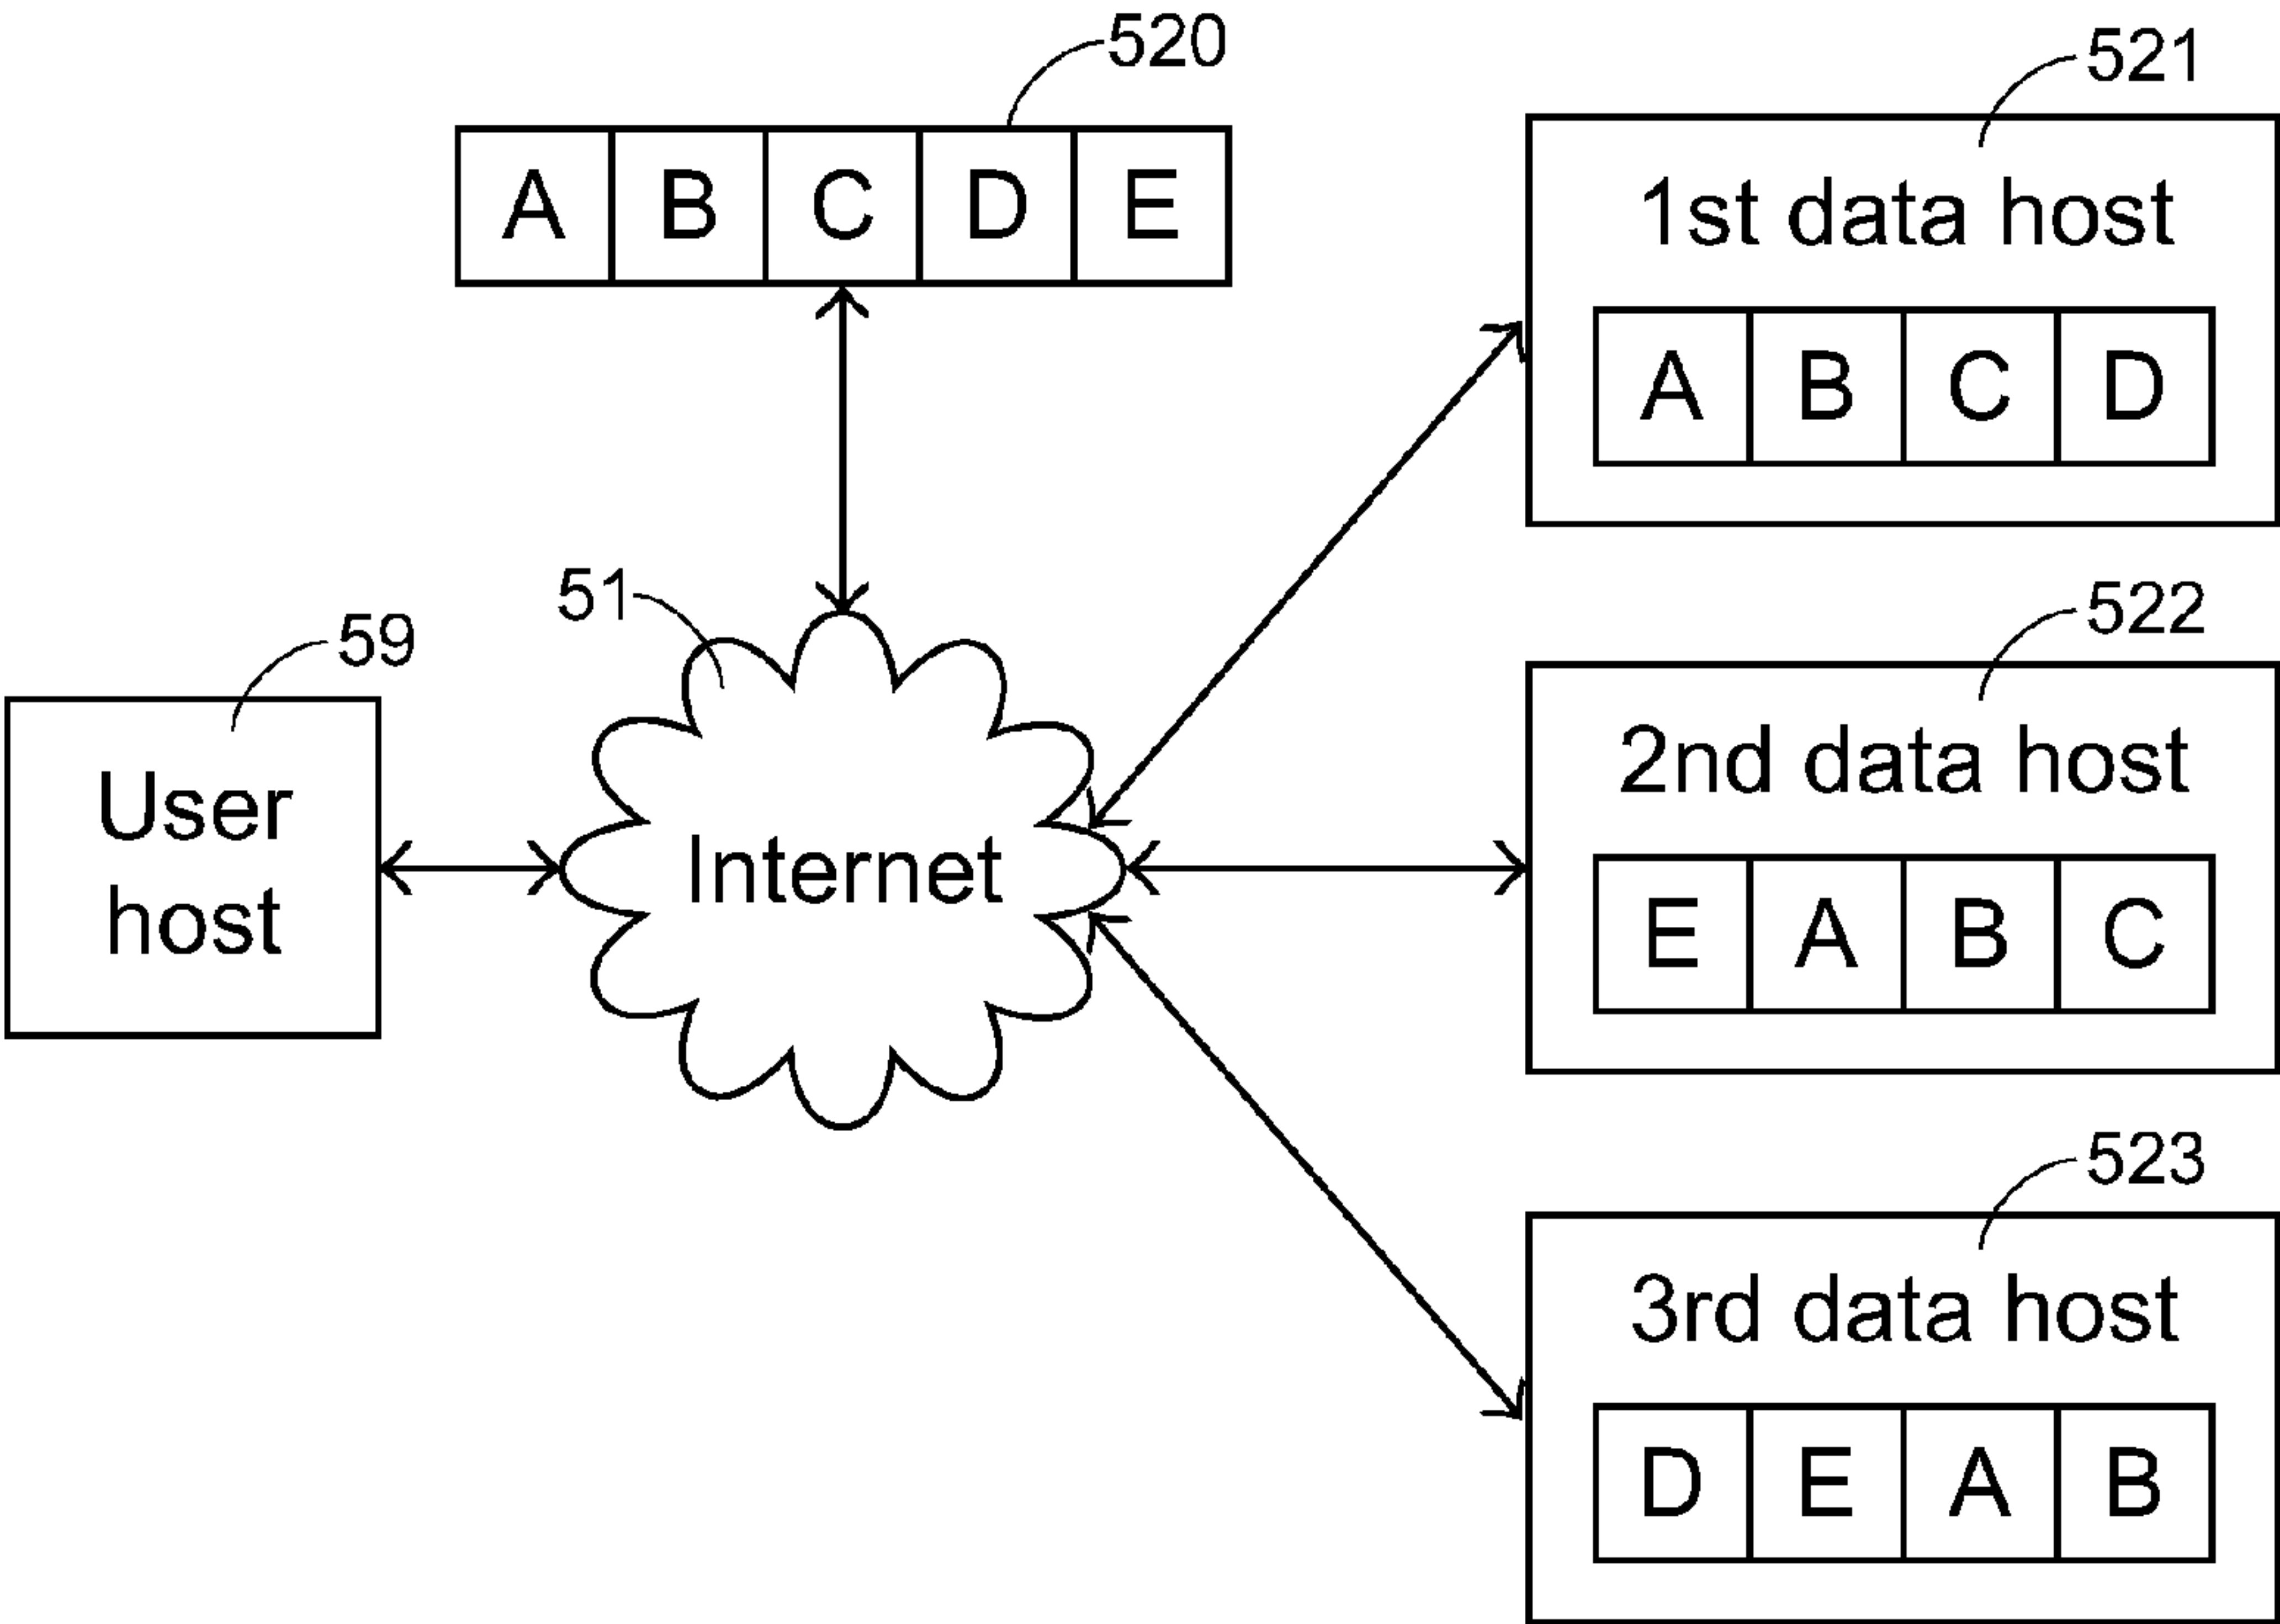 520
A B C D E
521
1st data host
A B C D
51
59
User
host
Internet
522
2nd data host
E A B C
523
3rd data host
D E A B